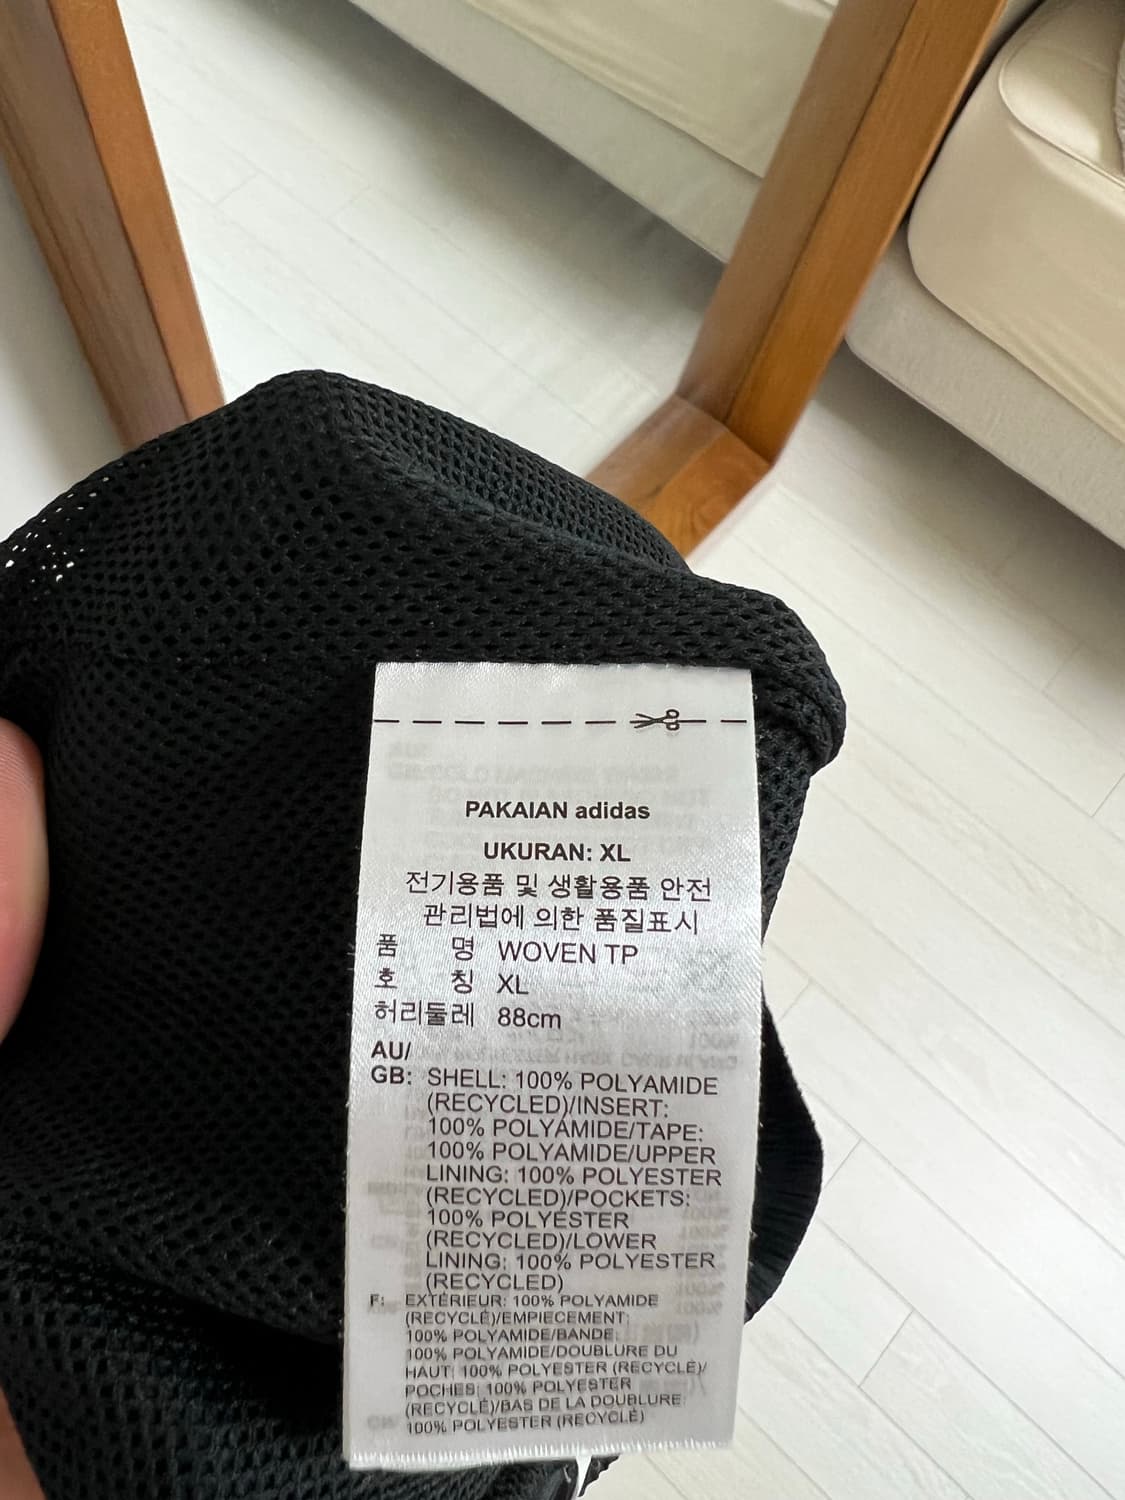 PAKAIAN adidas
UKURAN: XL
전기용품 및 생활용품 안전
관리법에 의한 품질표시
품 명 WOVEN TP
호 칭 XL
허리둘레 88cm
AU/
GB: SHELL: 100% POLYAMIDE
(RECYCLED)/INSERT:
100% POLYAMIDE/TAPE:
100% POLYAMIDE/UPPER
LINING: 100% POLYESTER
(RECYCLED)/POCKETS:
100% POLYESTER
(RECYCLED)/LOWER
LINING: 100% POLYESTER
(RECYCLED)
F: EXTÉRIEUR: 100% POLYAMIDE
(RECYCLÉ)/EMPIECEMENT:
100% POLYAMIDE/BANDE:
100% POLYAMIDE/DOUBLURE DU
HAUT: 100% POLYESTER (RECYCLÉ)/
POCHES: 100% POLYESTER
(RECYCLÉ)/BAS DE LA DOUBLURE:
100% POLYESTER (RECYCLÉ)